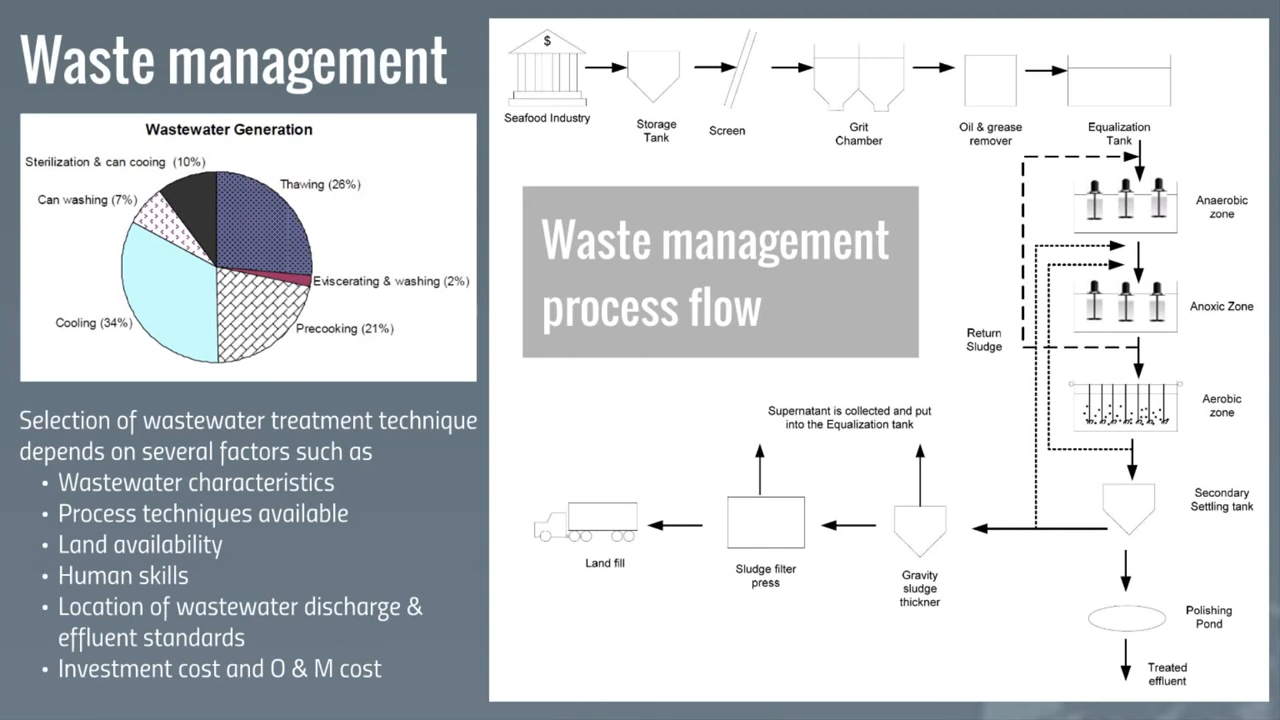 Waste management
Wastewater Generation
Sterilization & can cooing (10%)
Thawing (26%)
Can washing (7%)
Eviscerating & washing (2%)
Cooling (34%)
Precooking (21%)
Selection of wastewater treatment technique
depends on several factors such as
• Wastewater characteristics
• Process techniques available
• Land availability
• Human skills
• Location of wastewater discharge &
effluent standards
• Investment cost and O & M cost
$
Seafood Industry
Storage
Tank
Screen
Grit
Chamber
Oil & grease
remover
Equalization
Tank
Waste management
process flow
Anaerobic
zone
Anoxic Zone
Return
Sludge
Aerobic
zone
Supernatant is collected and put
into the Equalization tank
Secondary
Settling tank
Land fill
Sludge filter
press
Gravity
sludge
thickner
Polishing
Pond
Treated
effluent